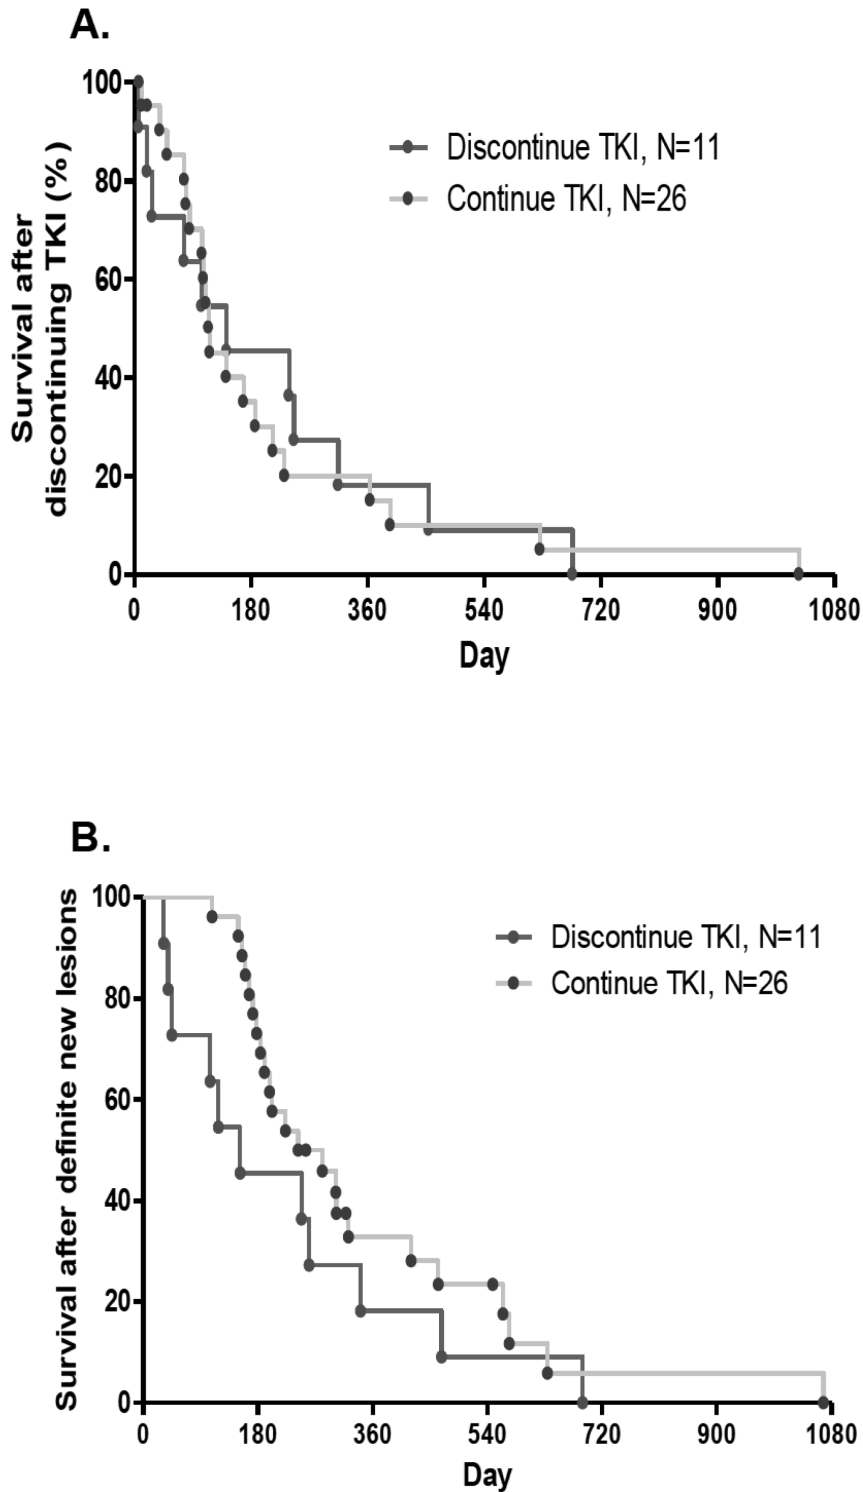 A.
Survival after
discontinuing TKI (%)
100
80
60
40
20
0
Discontinue TKI, N=11
Continue TKI, N=26
0 180 360 540 720 900 1080
Day
B.
Survival after definite new lesions
100
80
60
40
20
0
Discontinue TKI, N=11
Continue TKI, N=26
0 180 360 540 720 900 1080
Day